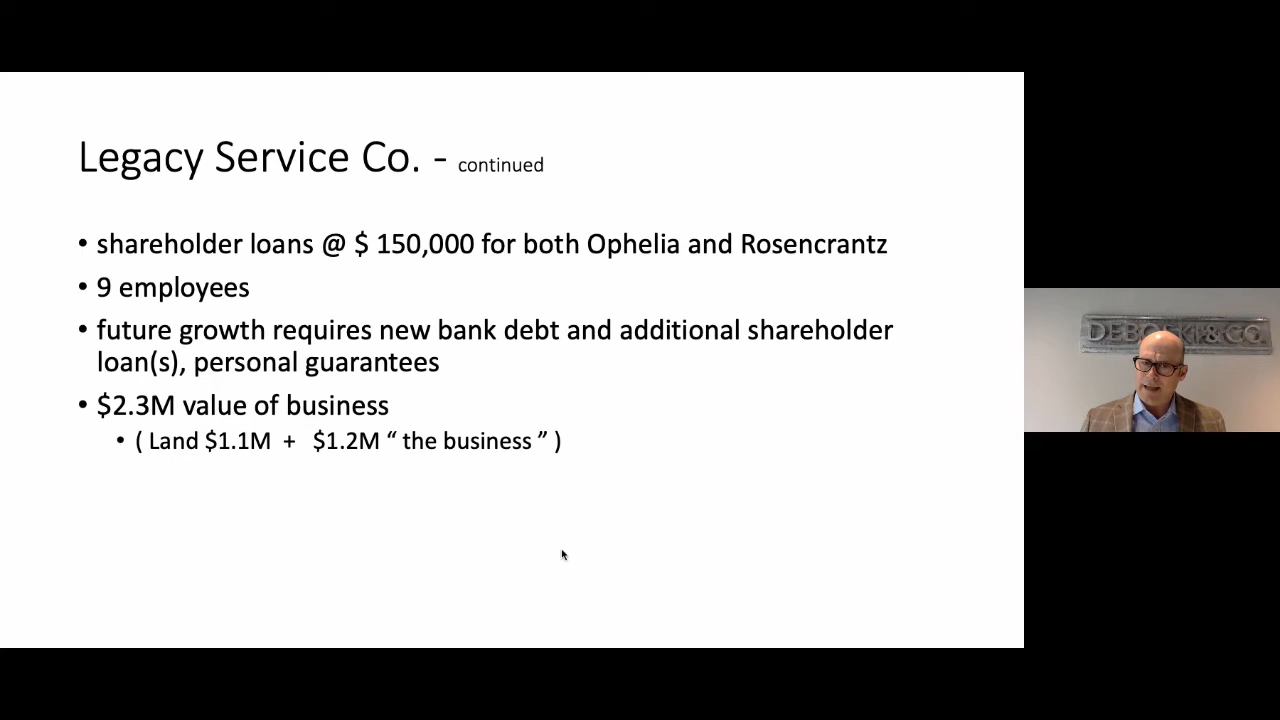 Legacy Service Co. - continued
• shareholder loans @ $ 150,000 for both Ophelia and Rosencrantz
• 9 employees
• future growth requires new bank debt and additional shareholder
loan(s), personal guarantees
• $2.3M value of business
• ( Land $1.1M + $1.2M “ the business ” )
DEBOSKI & CO.